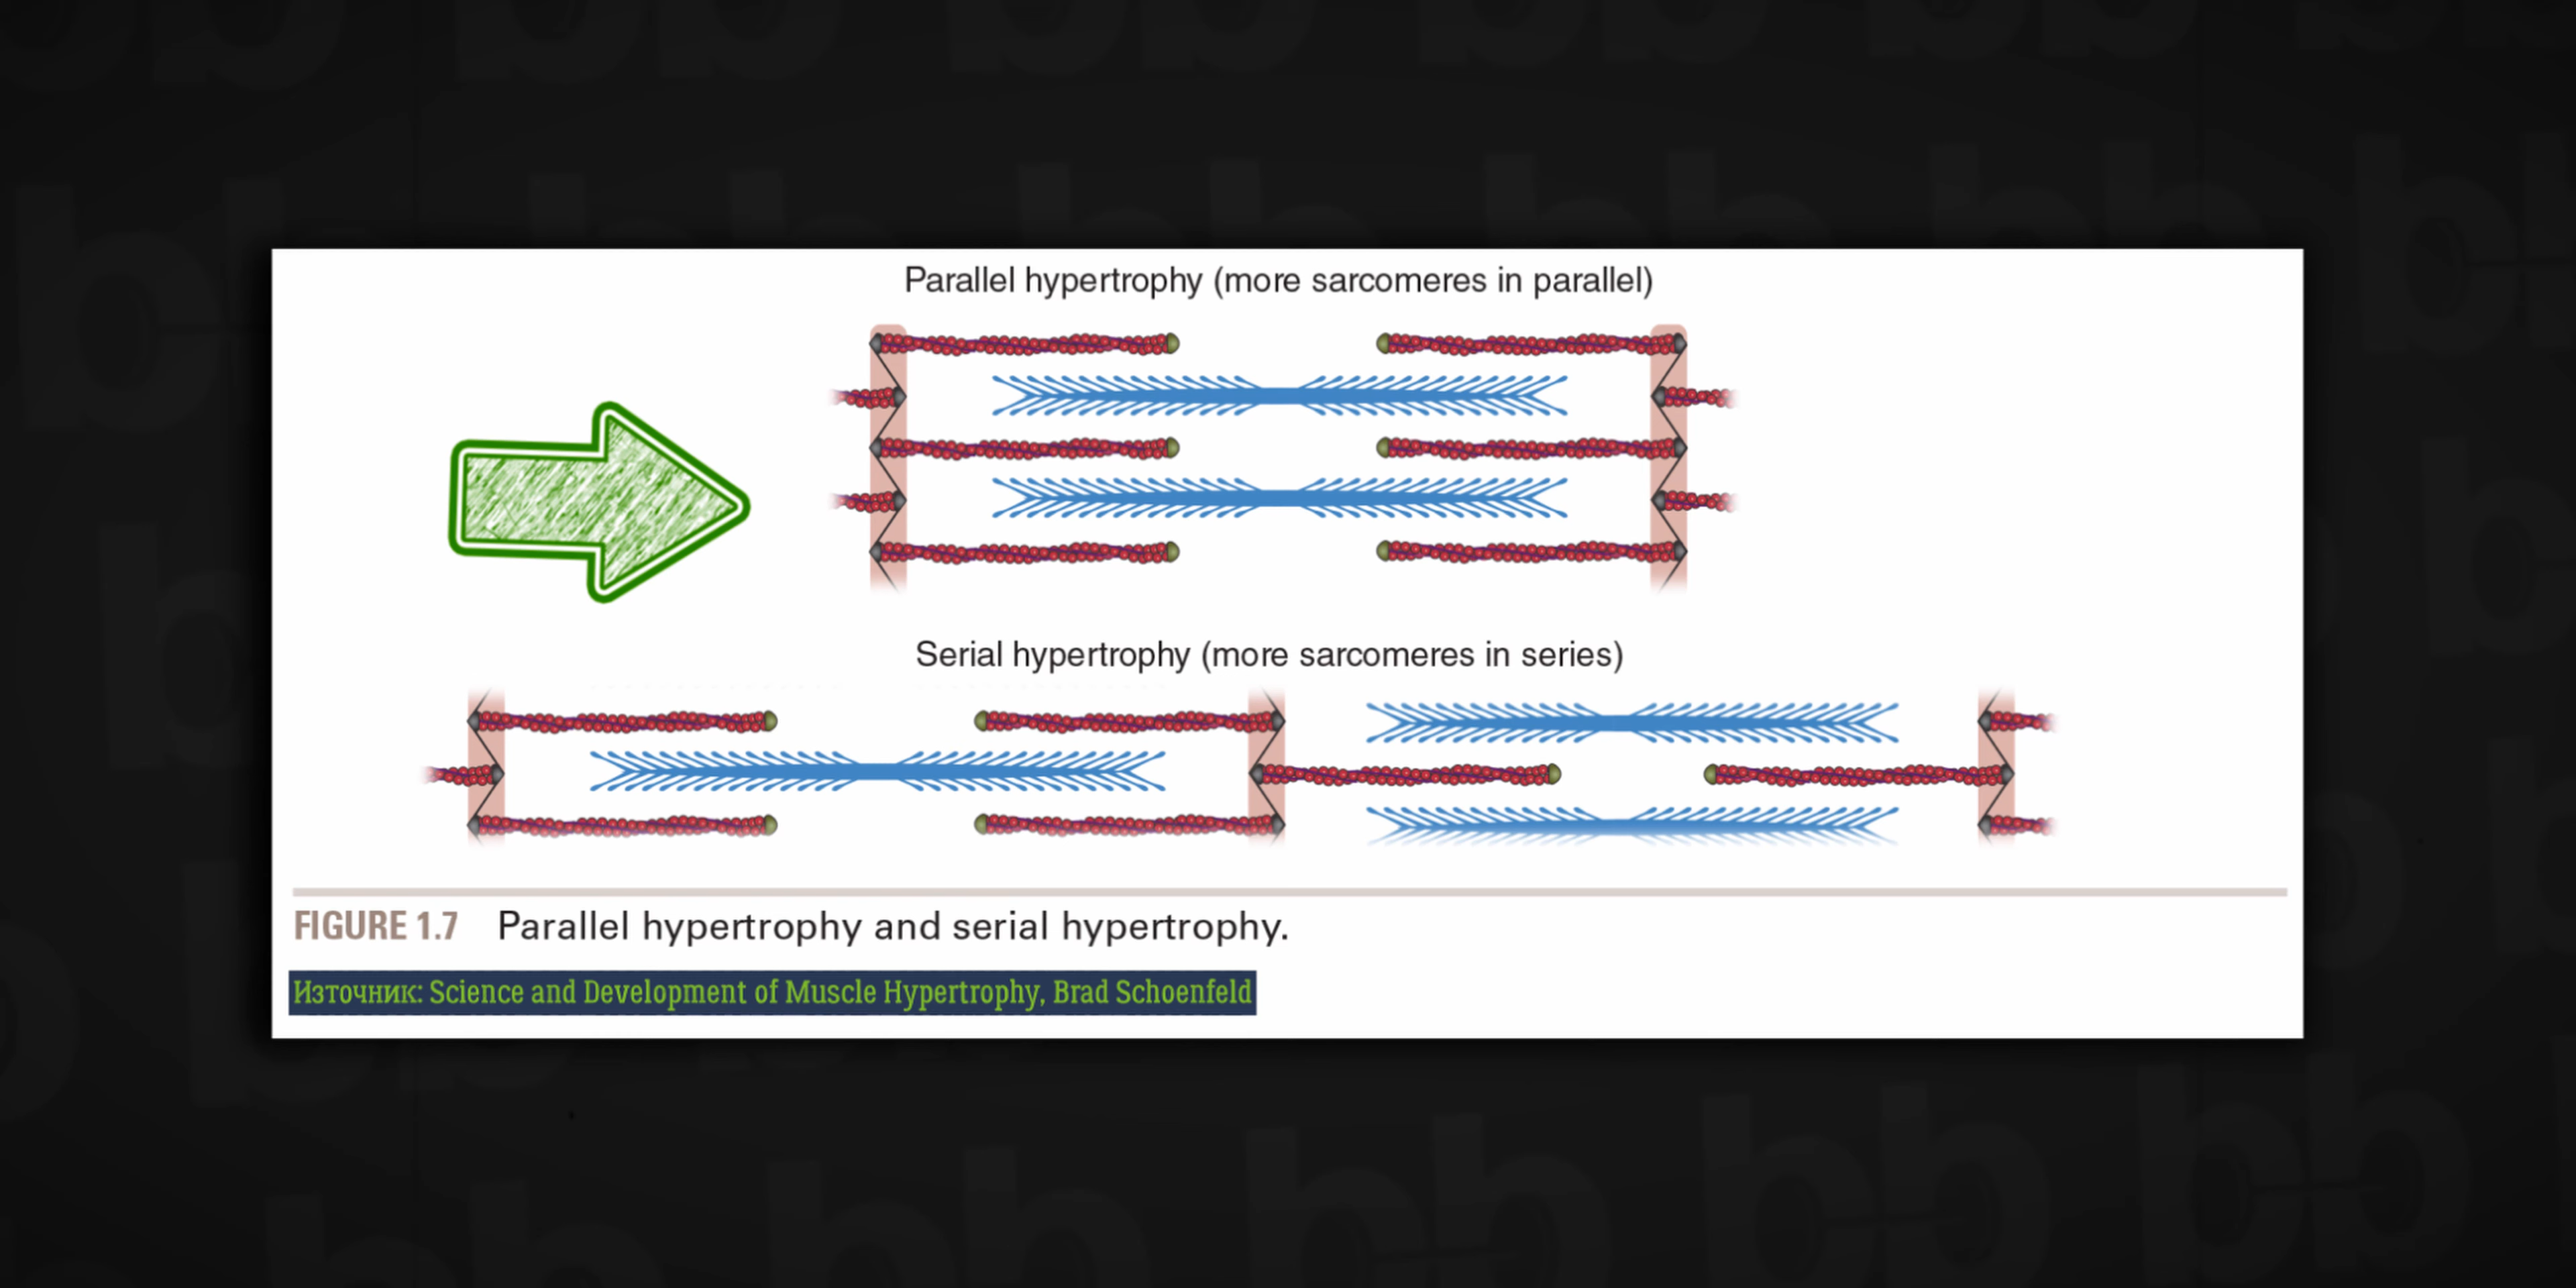 Parallel hypertrophy (more sarcomeres in parallel)
Serial hypertrophy (more sarcomeres in series)
FIGURE 1.7 Parallel hypertrophy and serial hypertrophy.
Източник: Science and Development of Muscle Hypertrophy, Brad Schoenfeld